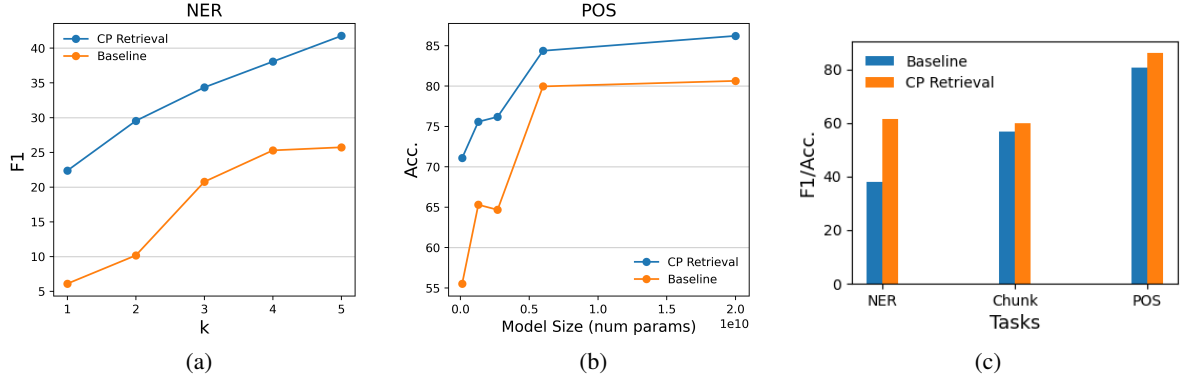 NER
CP Retrieval
Baseline
F1
40
35
30
25
20
15
10
5
1 2 3 4 5
k
(a)
POS
Acc.
85
80
75
70
65
60
55
CP Retrieval
Baseline
0.0 0.5 1.0 1.5 2.0
Model Size (num params) 1e10
(b)
Baseline
CP Retrieval
F1/Acc.
80
60
40
20
0
NER Chunk POS
Tasks
(c)